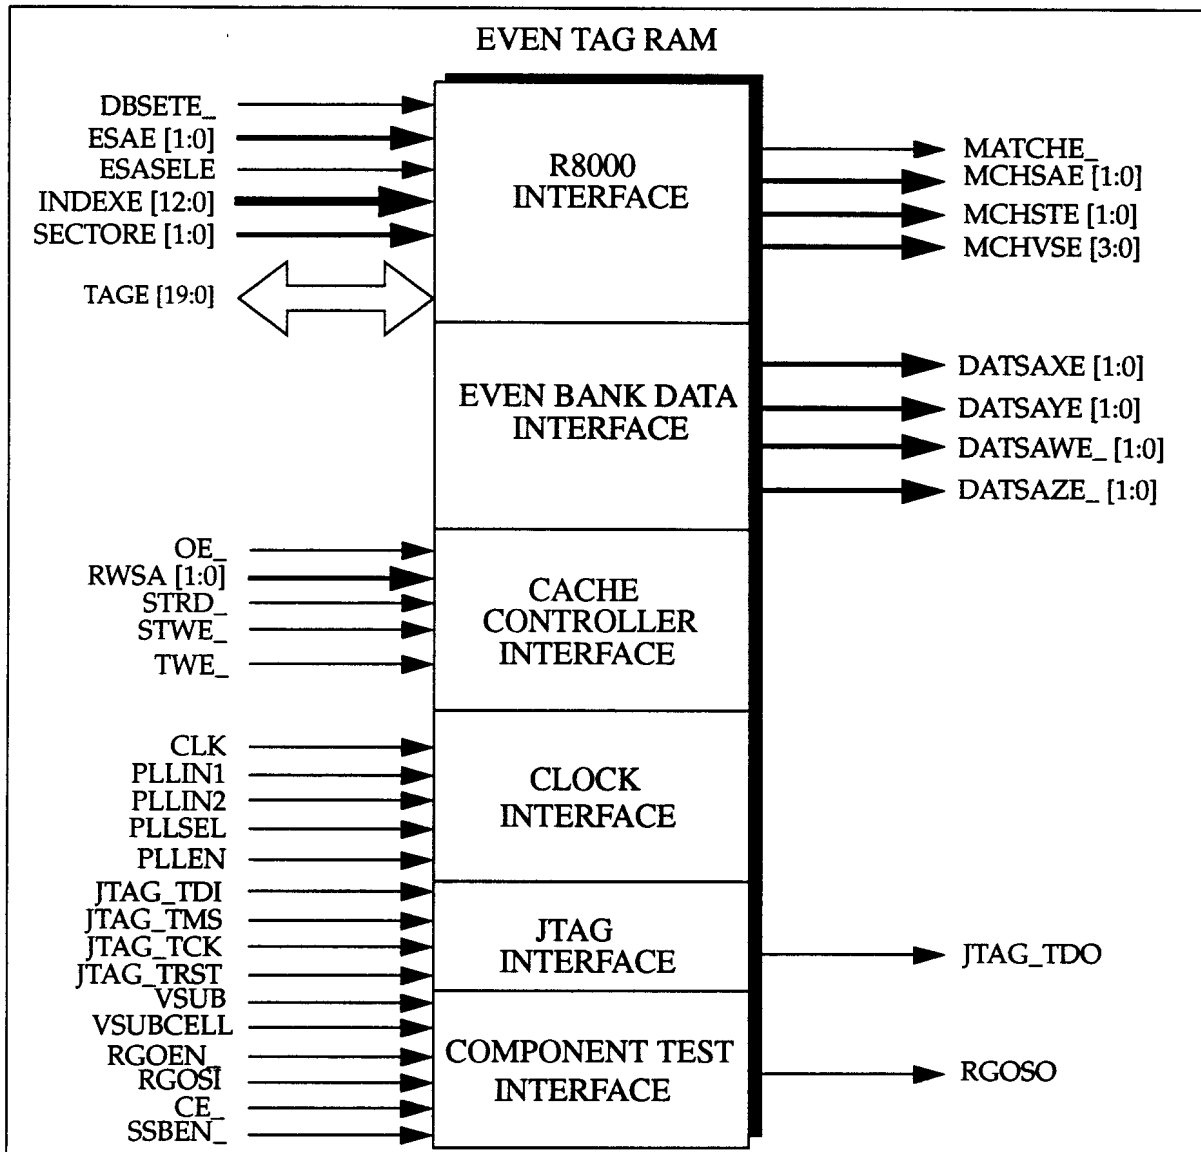 EVEN TAG RAM
DBSETE_
ESAE [1:0]
ESASELE
INDEXE [12:0]
SECTORE [1:0]
TAGE [19:0]
R8000
INTERFACE
MATCHE_
MCHSAE [1:0]
MCHSTE [1:0]
MCHVSE [3:0]
EVEN BANK DATA
INTERFACE
DATSAXE [1:0]
DATSAYE [1:0]
DATSAWE_ [1:0]
DATSAZE_ [1:0]
OE_
RWSA [1:0]
STRD_
STWE_
TWE_
CACHE
CONTROLLER
INTERFACE
CLK
PLLIN1
PLLIN2
PLLSEL
PLLEN
CLOCK
INTERFACE
JTAG_TDI
JTAG_TMS
JTAG_TCK
JTAG_TRST
JTAG
INTERFACE
JTAG_TDO
VSUB
VSUBCELL
RGOEN_
RGOSI
CE_
SSBEN_
COMPONENT TEST
INTERFACE
RGOSO